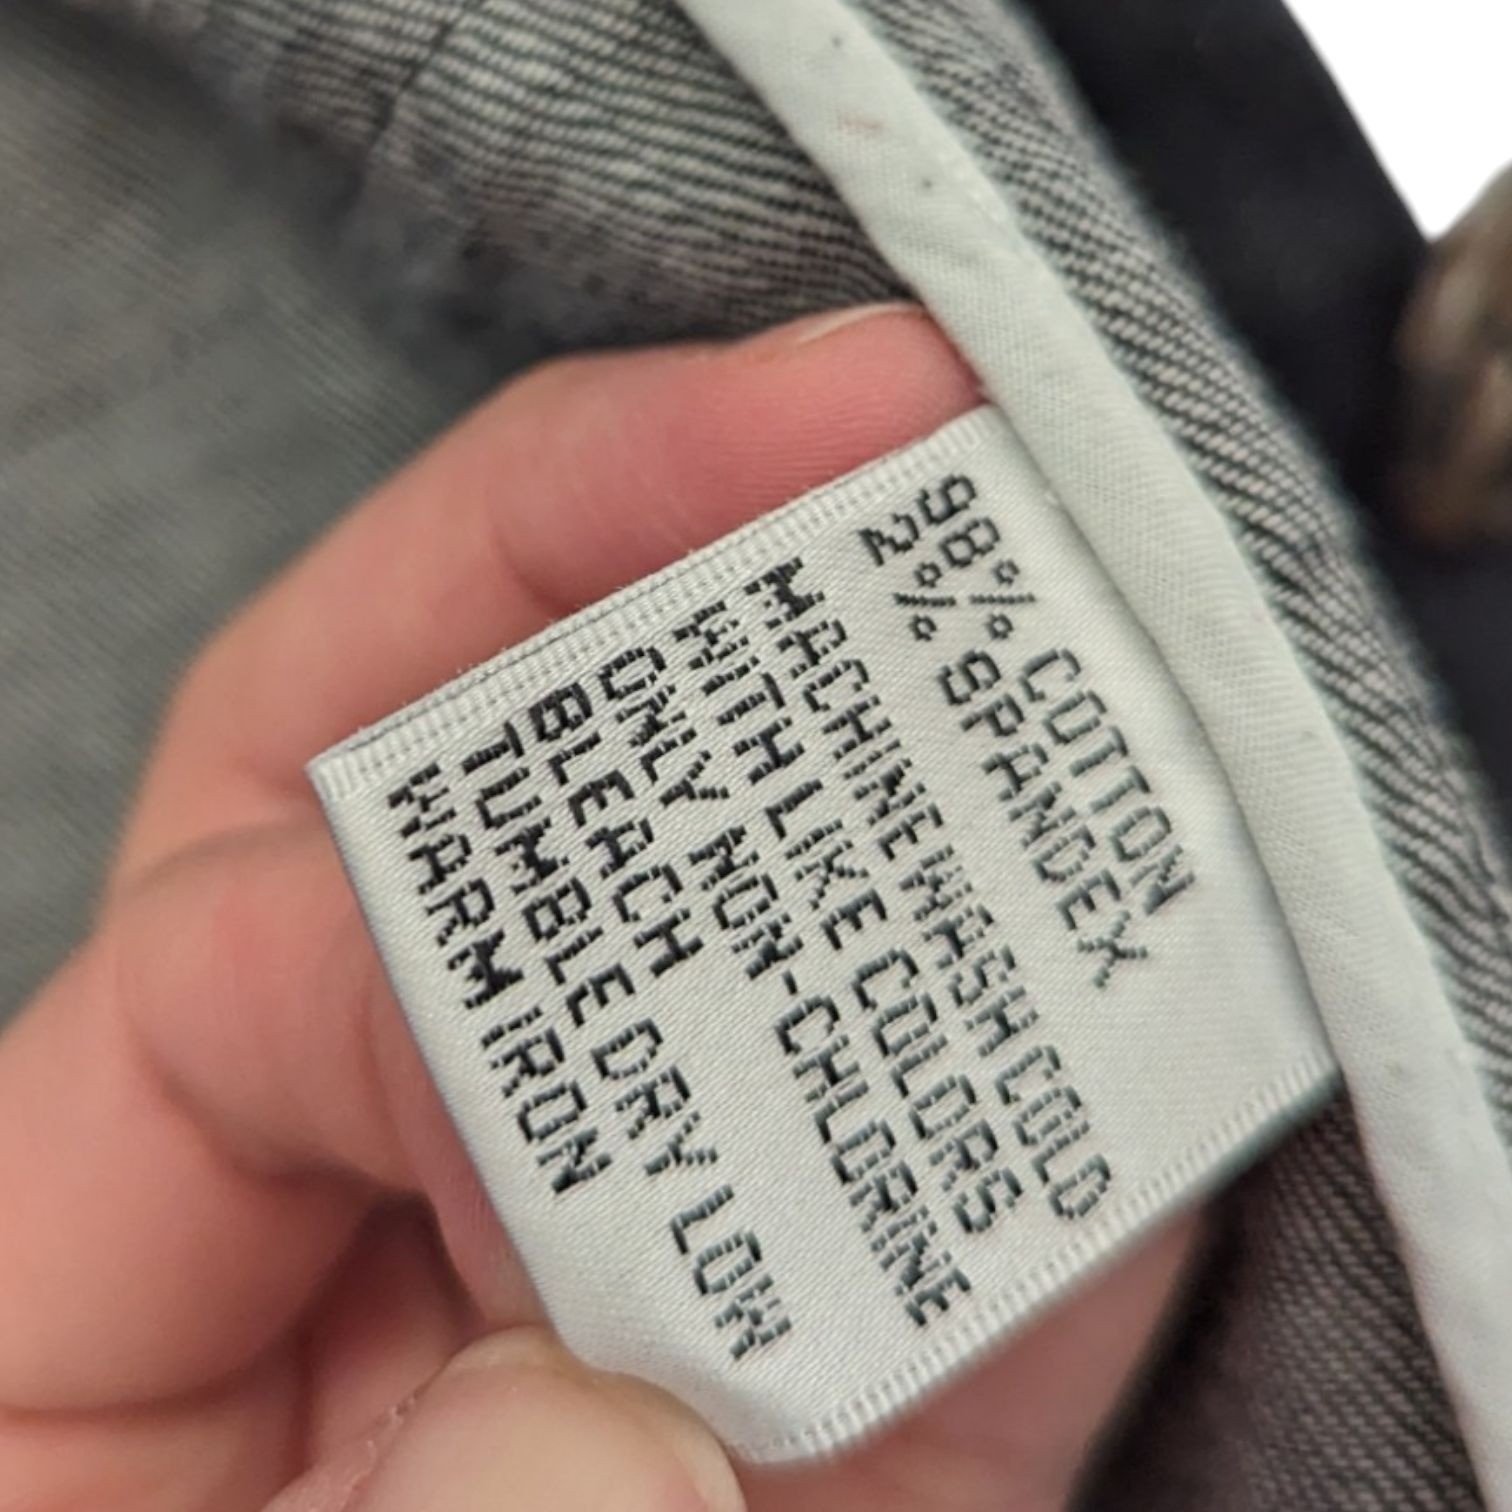 98% COTTON
2% SPANDEX
MACHINE WASH COLD
WITH LIKE COLORS
ONLY NON-CHLORINE
BLEACH
TUMBLE DRY LOW
WARM IRON